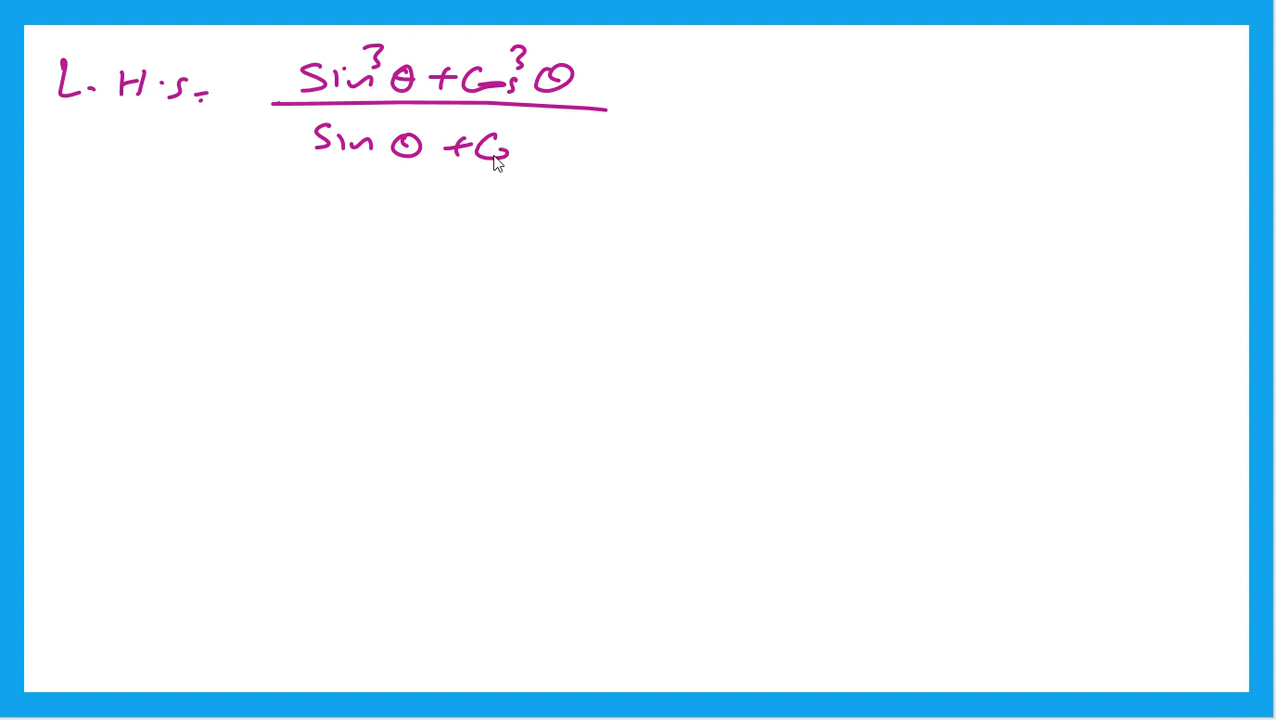 L.H.S. Sin³θ + Cos³θ
Sin θ + Co